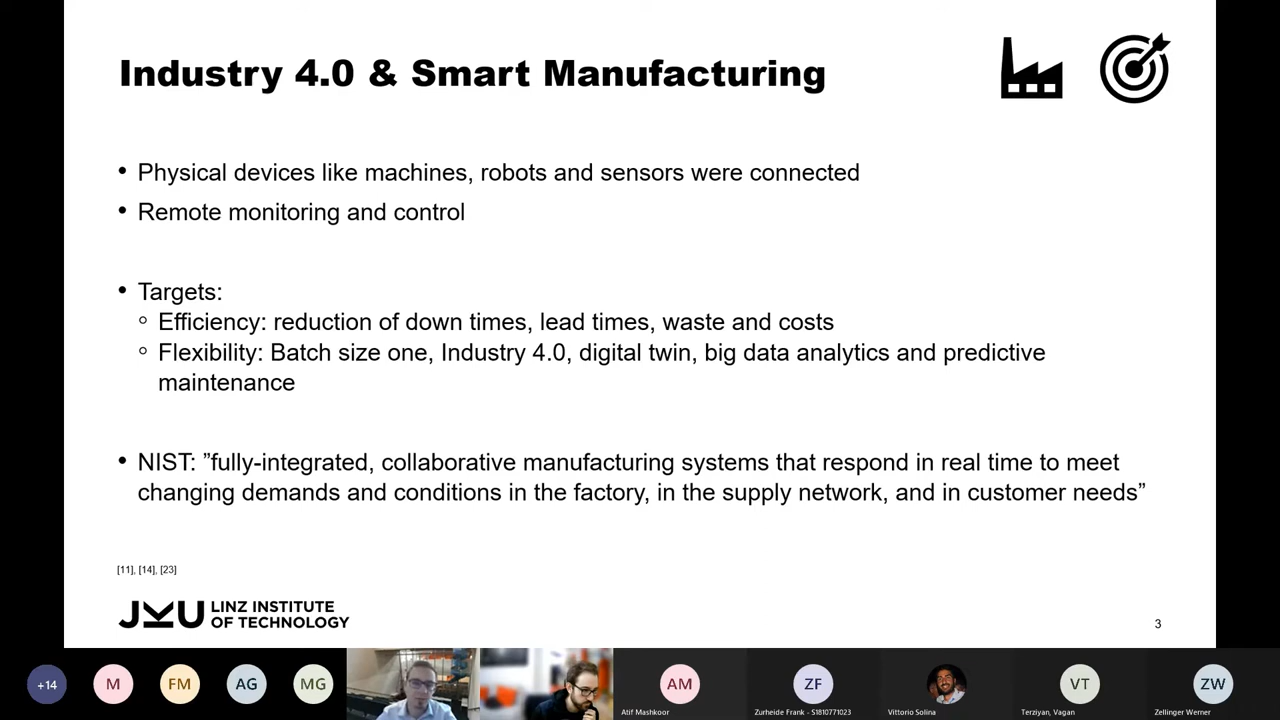 Industry 4.0 & Smart Manufacturing
• Physical devices like machines, robots and sensors were connected
• Remote monitoring and control
• Targets:
○ Efficiency: reduction of down times, lead times, waste and costs
○ Flexibility: Batch size one, Industry 4.0, digital twin, big data analytics and predictive
maintenance
• NIST: ”fully-integrated, collaborative manufacturing systems that respond in real time to meet
changing demands and conditions in the factory, in the supply network, and in customer needs”
[11], [14], [23]
JKU LINZ INSTITUTE
OF TECHNOLOGY
3
+14 M FM AG MG AM ZF VT ZW
Atif Mashkoor Zurheide Frank - S1810771023 Vittorio Solina Terziyan, Vagan Zellinger Werner